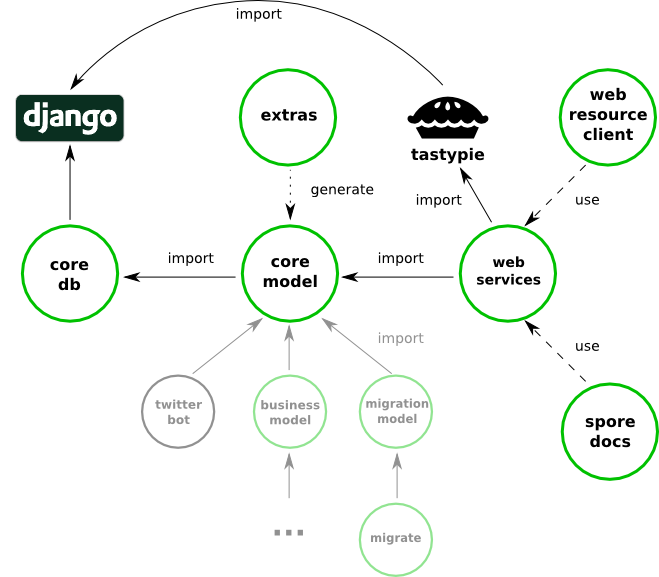 import
django
extras
tastypie
web
resource
client
generate
import
use
core
db
import
core
model
import
web
services
import
use
twitter
bot
business
model
migration
model
spore
docs
...
migrate